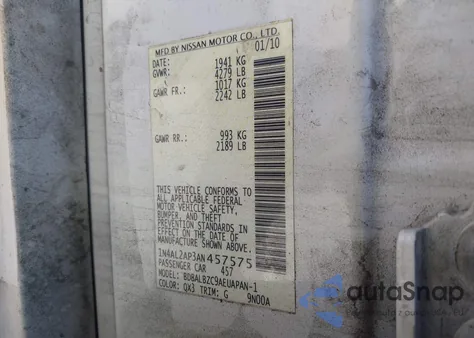 MFD BY NISSAN MOTOR CO., LTD.
DATE: 01/10
GVWR: 1941 KG
4279 LB
GAWR FR.: 1017 KG
2242 LB
GAWR RR.: 993 KG
2189 LB
THIS VEHICLE CONFORMS TO
ALL APPLICABLE FEDERAL
MOTOR VEHICLE SAFETY,
BUMPER, AND THEFT
PREVENTION STANDARDS IN
EFFECT ON THE DATE OF
MANUFACTURE SHOWN ABOVE.
1N4AL2AP3AN457575
PASSENGER CAR 457
MODEL: BDBALBZC9AEUAPAN-1
COLOR: QX3 TRIM: G 9N00A
autoSnap